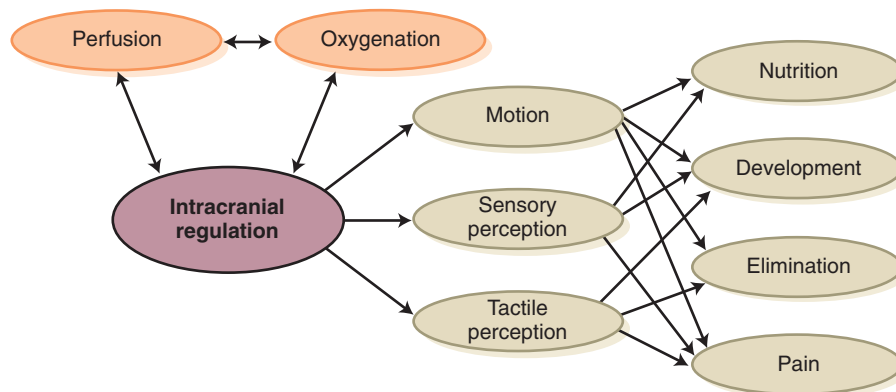 Perfusion
Oxygenation
Nutrition
Motion
Development
Intracranial
regulation
Sensory
perception
Elimination
Tactile
perception
Pain